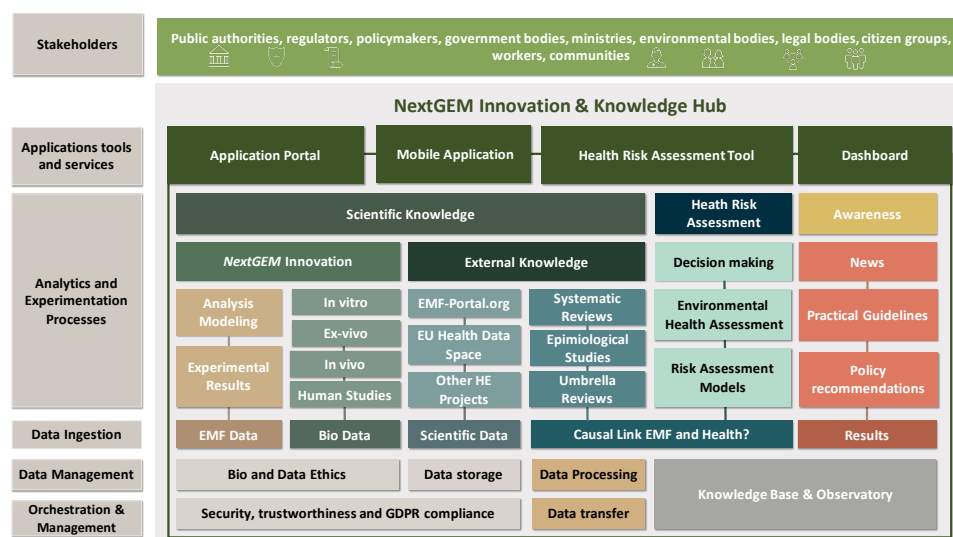 Stakeholders
Public authorities, regulators, policymakers, government bodies, ministries, environmental bodies, legal bodies, citizen groups,
workers, communities
NextGEM Innovation & Knowledge Hub
Applications tools
and services
Application Portal
Mobile Application
Health Risk Assessment Tool
Dashboard
Analytics and
Experimentation
Processes
Scientific Knowledge
Heath Risk
Assessment
Awareness
NextGEM Innovation
External Knowledge
Decision making
News
Analysis
Modeling
Experimental
Results
In vitro
Ex-vivo
In vivo
Human Studies
EMF-Portal.org
EU Health Data
Space
Other HE
Projects
Systematic
Reviews
Epimiological
Studies
Umbrella
Reviews
Environmental
Health Assessment
Risk Assessment
Models
Practical Guidelines
Policy
recommendations
Data Ingestion
EMF Data
Bio Data
Scientific Data
Causal Link EMF and Health?
Results
Data Management
Bio and Data Ethics
Data storage
Data Processing
Knowledge Base & Observatory
Orchestration &
Management
Security, trustworthiness and GDPR compliance
Data transfer